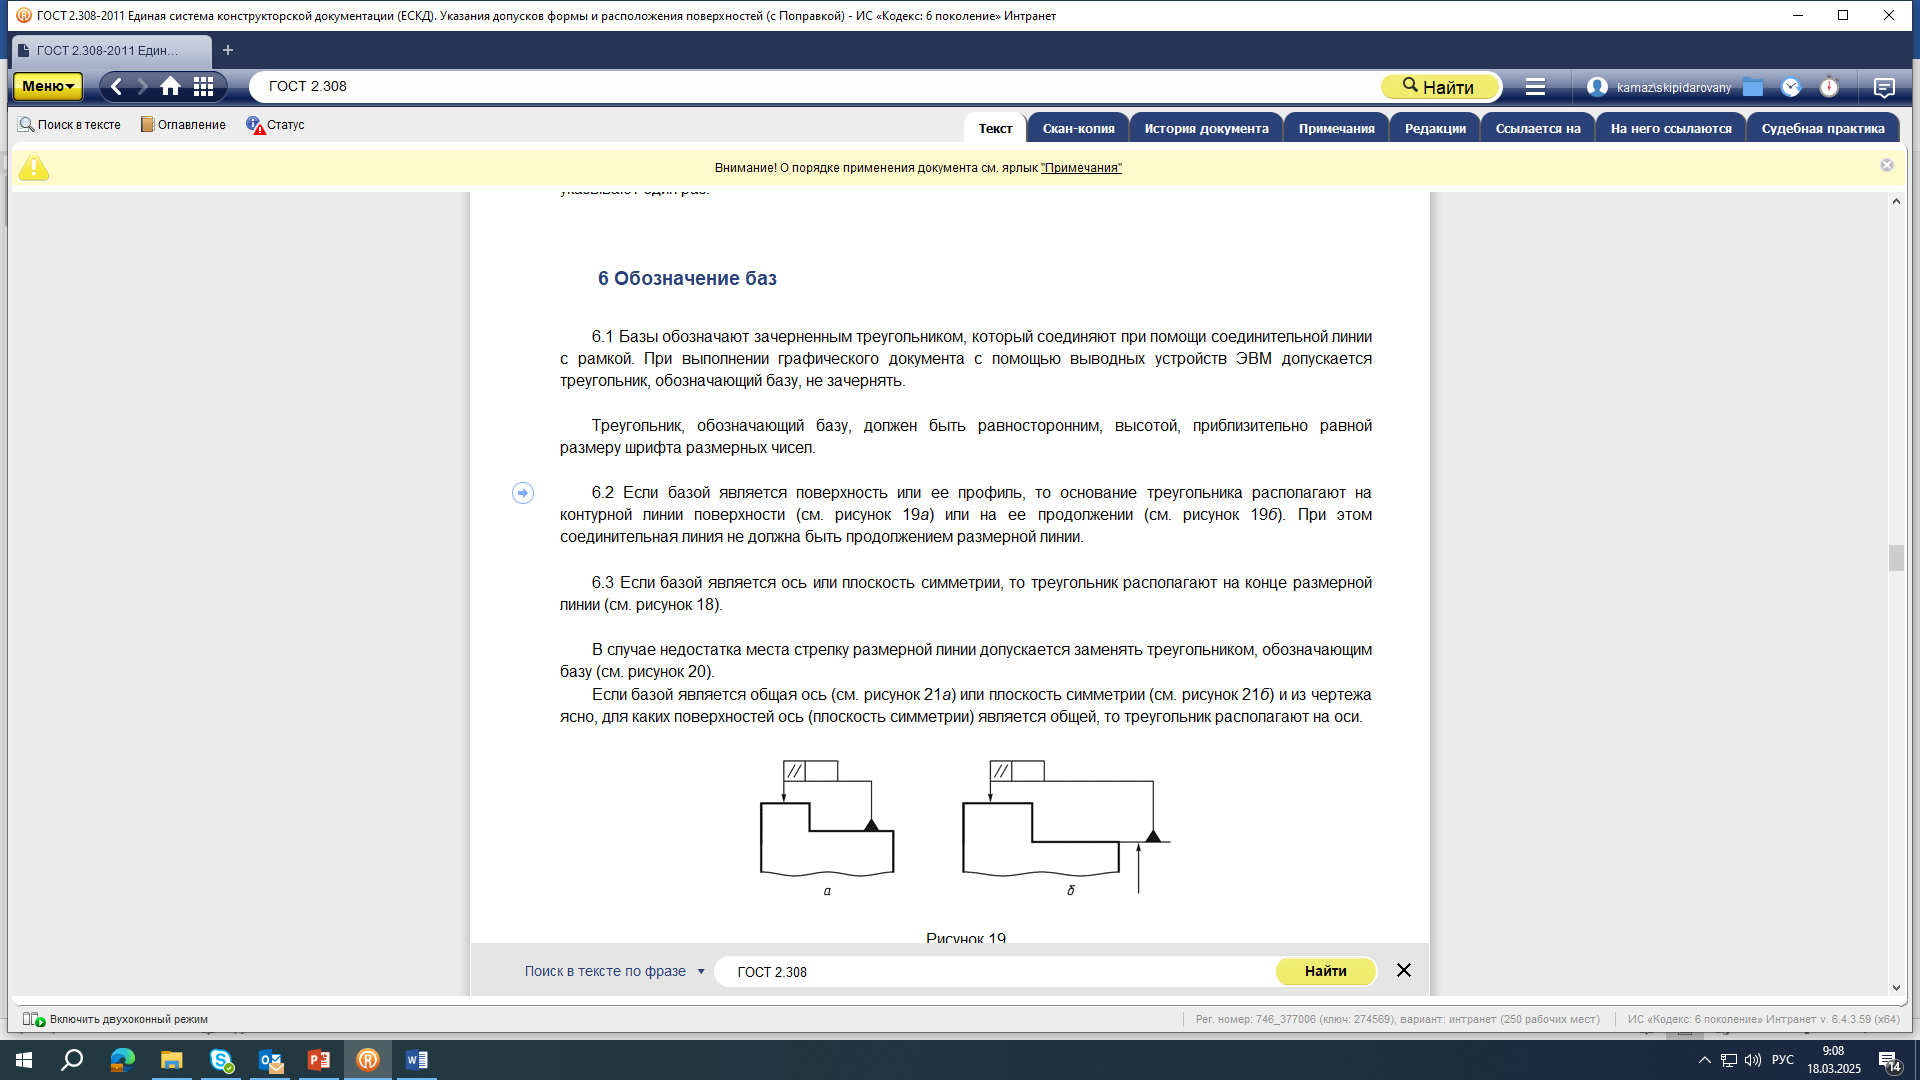 ГОСТ 2.308-2011 Единая система конструкторской документации (ЕСКД). Указания допусков формы и расположения поверхностей (с Поправкой) - ИС «Кодекс: 6 поколение» Интранет
ГОСТ 2.308-2011 Един...
Меню
ГОСТ 2.308
Найти
kamaz\skipidarovany
Поиск в тексте
Оглавление
Статус
Текст
Скан-копия
История документа
Примечания
Редакции
Ссылается на
На него ссылаются
Судебная практика
Внимание! О порядке применения документа см. ярлык "Примечания"
указывают один раз.
6 Обозначение баз
6.1 Базы обозначают зачерненным треугольником, который соединяют при помощи соединительной линии
с рамкой. При выполнении графического документа с помощью выводных устройств ЭВМ допускается
треугольник, обозначающий базу, не зачернять.
Треугольник, обозначающий базу, должен быть равносторонним, высотой, приблизительно равной
размеру шрифта размерных чисел.
6.2 Если базой является поверхность или ее профиль, то основание треугольника располагают на
контурной линии поверхности (см. рисунок 19а) или на ее продолжении (см. рисунок 19б). При этом
соединительная линия не должна быть продолжением размерной линии.
6.3 Если базой является ось или плоскость симметрии, то треугольник располагают на конце размерной
линии (см. рисунок 18).
В случае недостатка места стрелку размерной линии допускается заменять треугольником, обозначающим
базу (см. рисунок 20).
Если базой является общая ось (см. рисунок 21а) или плоскость симметрии (см. рисунок 21б) и из чертежа
ясно, для каких поверхностей ось (плоскость симметрии) является общей, то треугольник располагают на оси.
//
//
а
б
Рисунок 19
Поиск в тексте по фразе
ГОСТ 2.308
Найти
Включить двухоконный режим
Рег. номер: 746_377006 (ключ: 274569), вариант: интранет (250 рабочих мест)
ИС «Кодекс: 6 поколение» Интранет v. 6.4.3.59 (x64)
РУС
9:08
18.03.2025
14